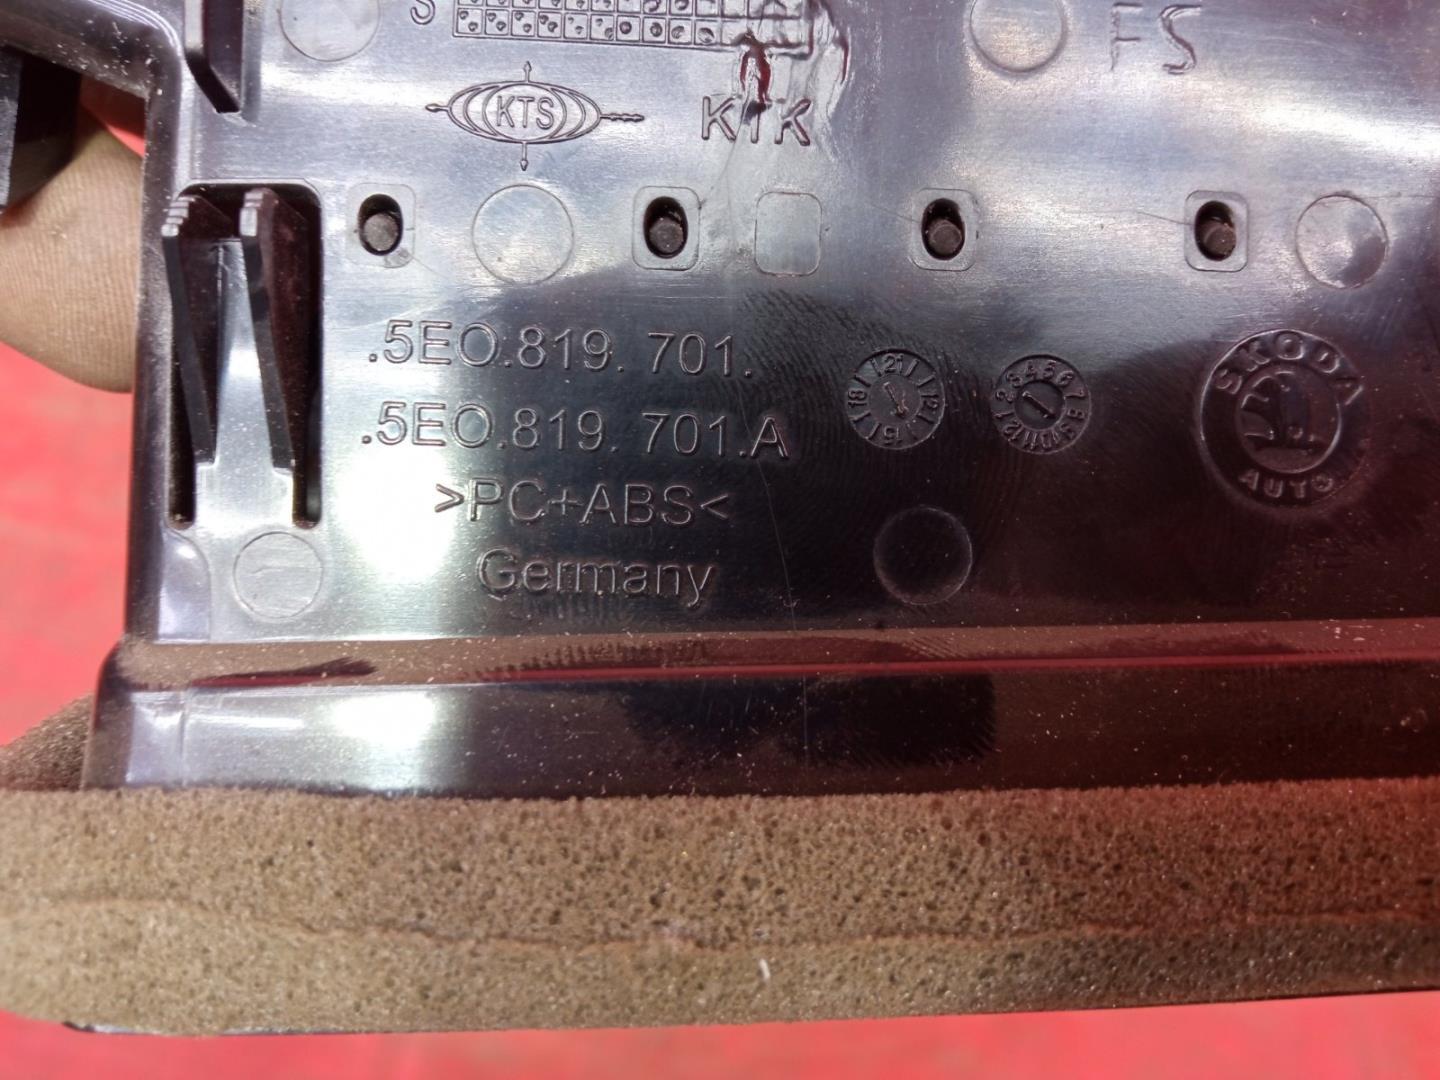 S
FS
KTS
KTK
.5E0.819. 701.
.5E0.819. 701.A
>PC+ABS<
Germany
SKODA
AUTO